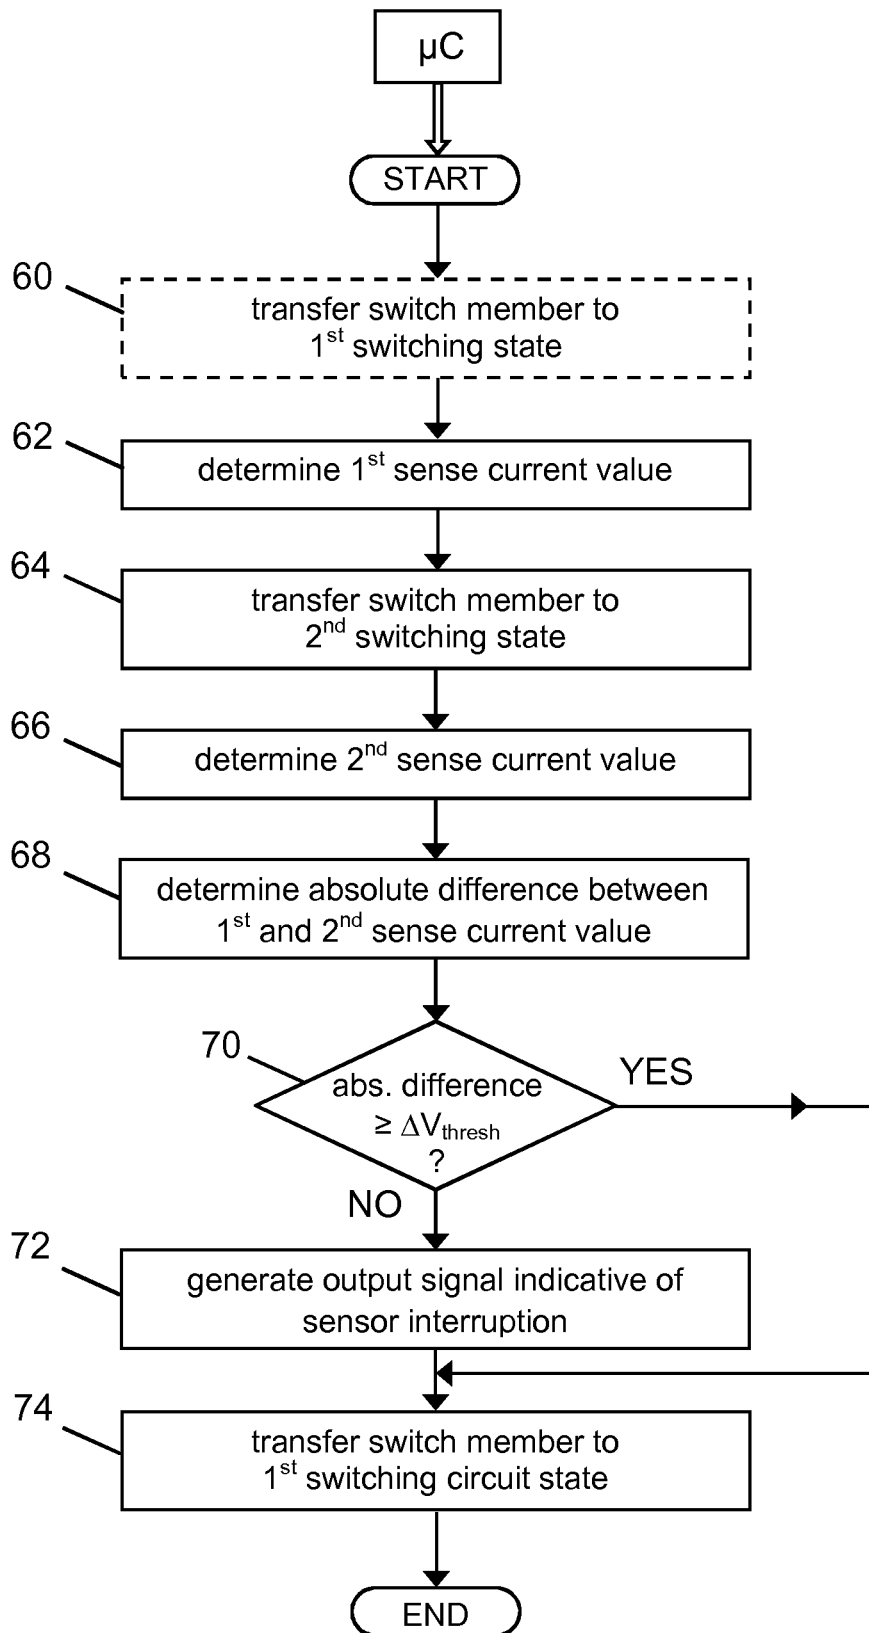 µC
START
60
transfer switch member to
1st switching state
62
determine 1st sense current value
64
transfer switch member to
2nd switching state
66
determine 2nd sense current value
68
determine absolute difference between
1st and 2nd sense current value
70
abs. difference
≥ ΔVthresh
?
YES
NO
72
generate output signal indicative of
sensor interruption
74
transfer switch member to
1st switching circuit state
END